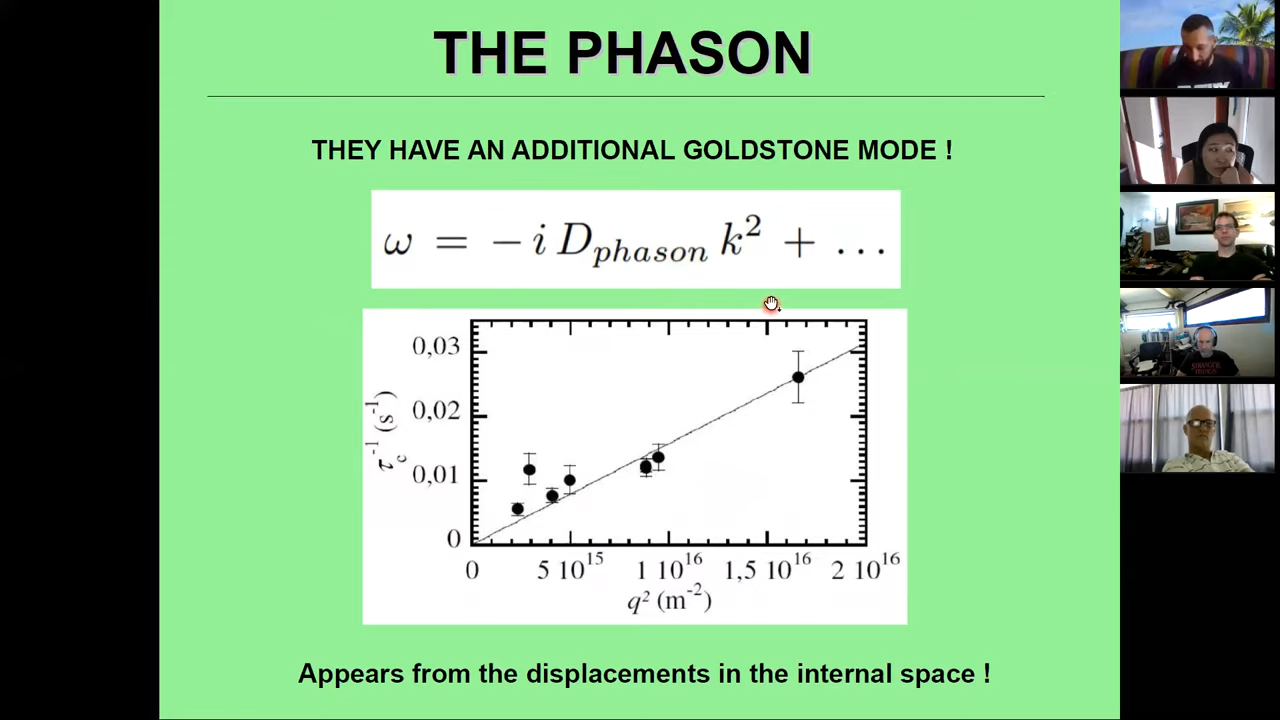 THE PHASON
THEY HAVE AN ADDITIONAL GOLDSTONE MODE !
ω = − i D_phason k² + ...
0,03
0,02
0,01
0
τ_c⁻¹ (s⁻¹)
0 5 10¹⁵ 1 10¹⁶ 1,5 10¹⁶ 2 10¹⁶
q² (m⁻²)
Appears from the displacements in the internal space !
STRANGER
THINGS